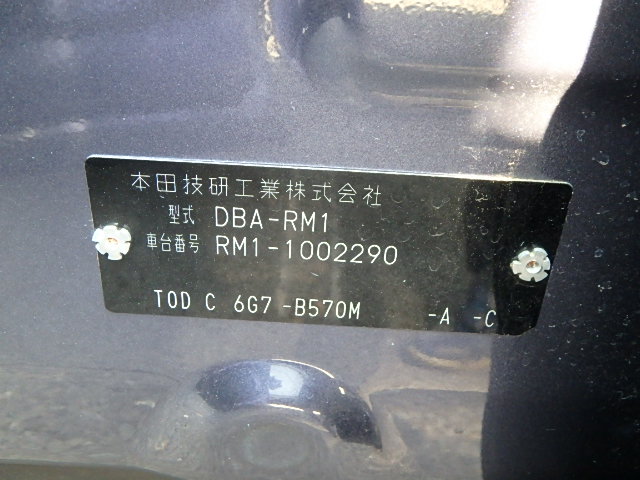 本田技研工業株式会社
型式 DBA-RM1
車台番号 RM1-1002290
TOD C 6G7 -B570M -A -C